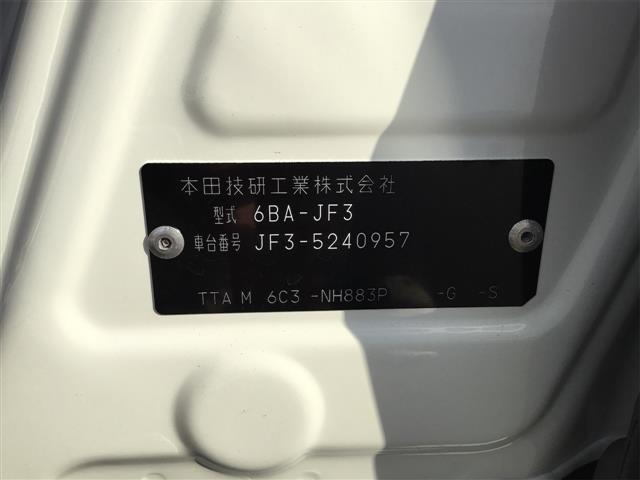 本田技研工業株式会社
型式 6BA-JF3
車台番号 JF3-5240957
TTA M 6C3 -NH883P -G -S